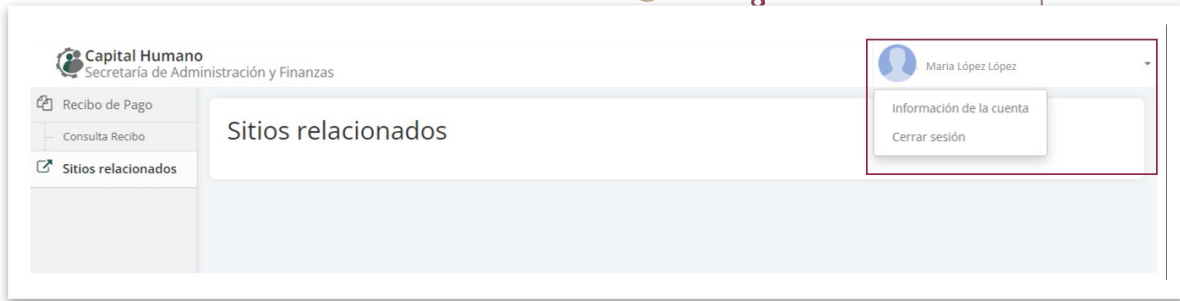 Capital Humano
Secretaría de Administración y Finanzas
Maria López López
Recibo de Pago
Consulta Recibo
Sitios relacionados
Sitios relacionados
Información de la cuenta
Cerrar sesión